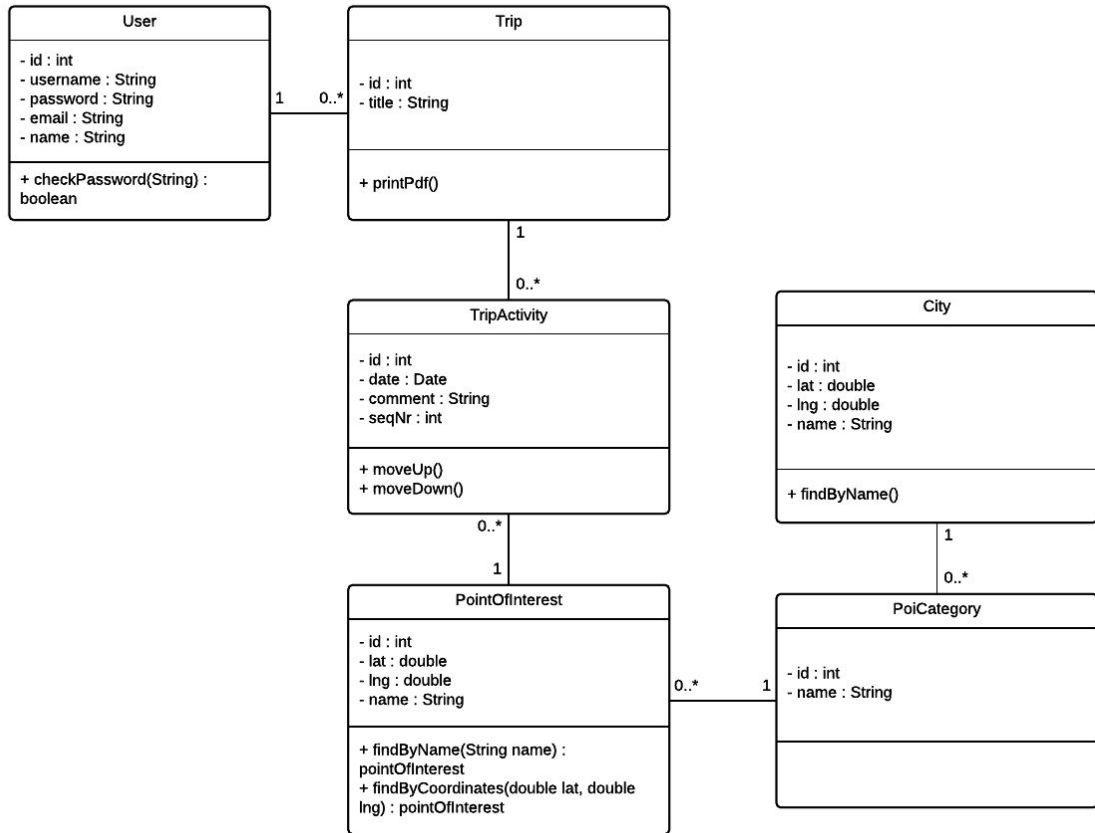 User
- id : int
- username : String
- password : String
- email : String
- name : String
+ checkPassword(String) :
boolean
1
0..*
Trip
- id : int
- title : String
+ printPdf()
1
0..*
TripActivity
- id : int
- date : Date
- comment : String
- seqNr : int
+ moveUp()
+ moveDown()
0..*
1
City
- id : int
- lat : double
- lng : double
- name : String
+ findByName()
1
0..*
PointOfInterest
- id : int
- lat : double
- lng : double
- name : String
+ findByName(String name) :
pointOfInterest
+ findByCoordinates(double lat, double
lng) : pointOfInterest
0..*
1
PoiCategory
- id : int
- name : String